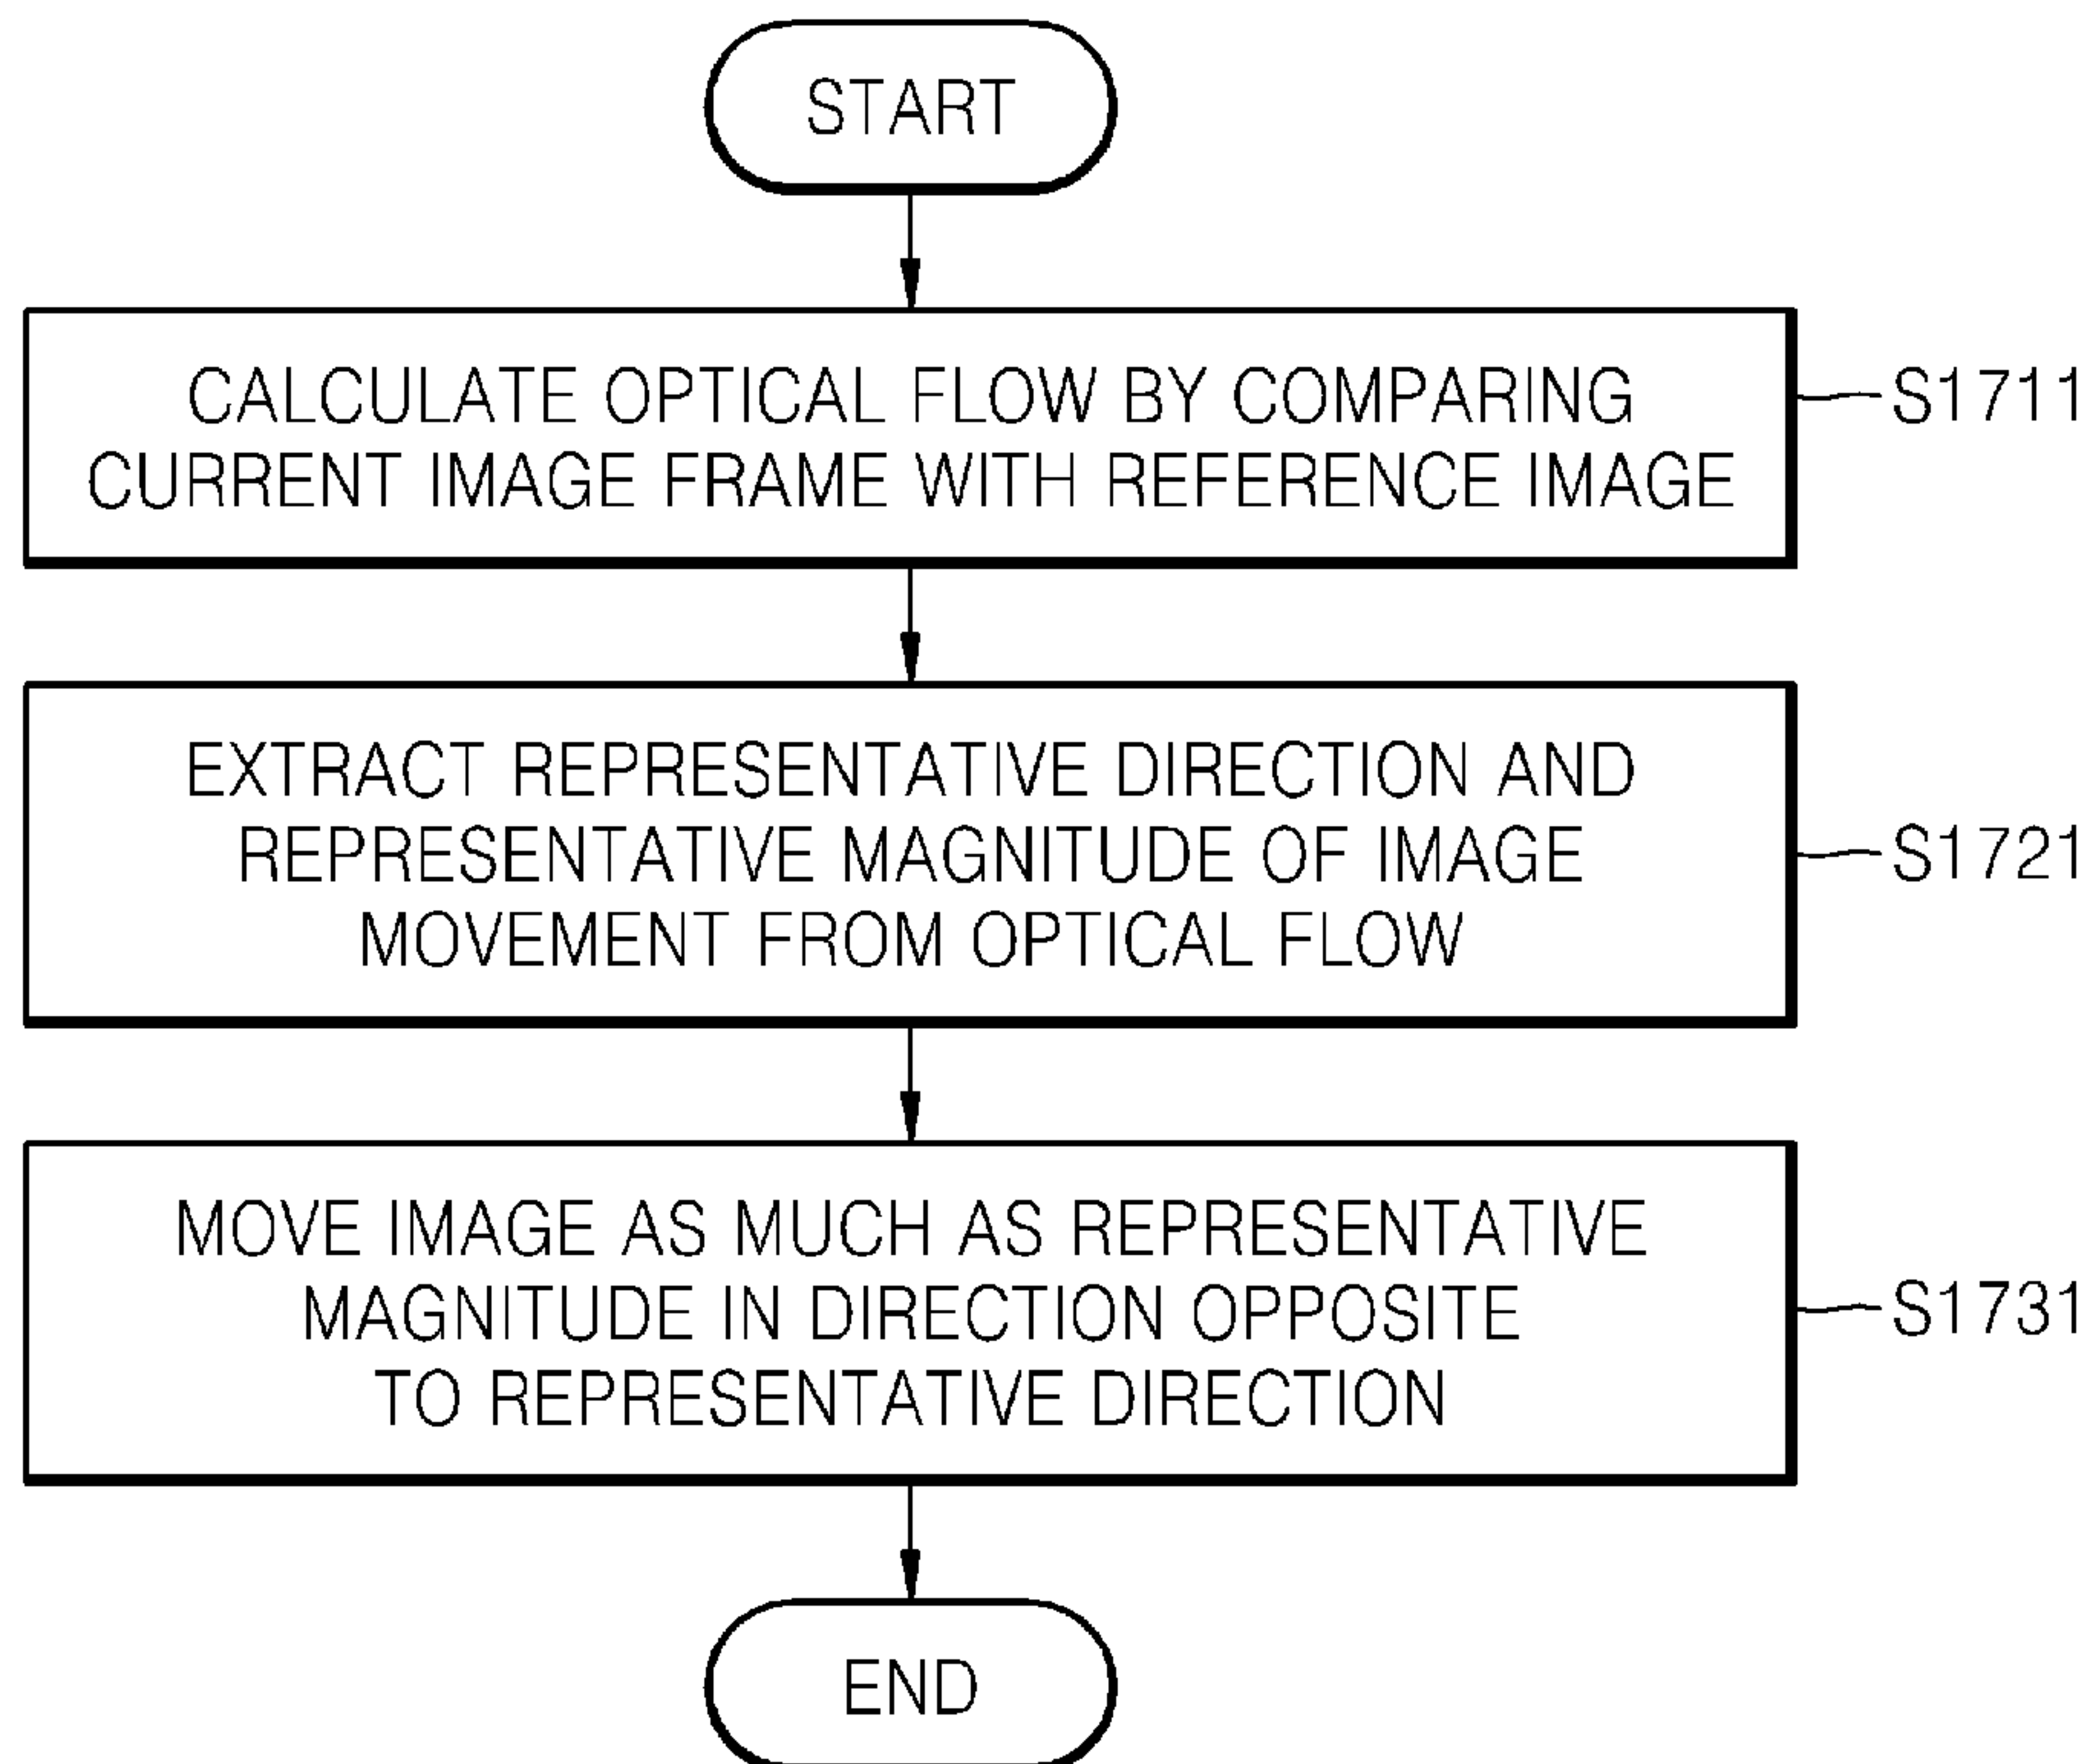 START
CALCULATE OPTICAL FLOW BY COMPARING
CURRENT IMAGE FRAME WITH REFERENCE IMAGE
S1711
EXTRACT REPRESENTATIVE DIRECTION AND
REPRESENTATIVE MAGNITUDE OF IMAGE
MOVEMENT FROM OPTICAL FLOW
S1721
MOVE IMAGE AS MUCH AS REPRESENTATIVE
MAGNITUDE IN DIRECTION OPPOSITE
TO REPRESENTATIVE DIRECTION
S1731
END